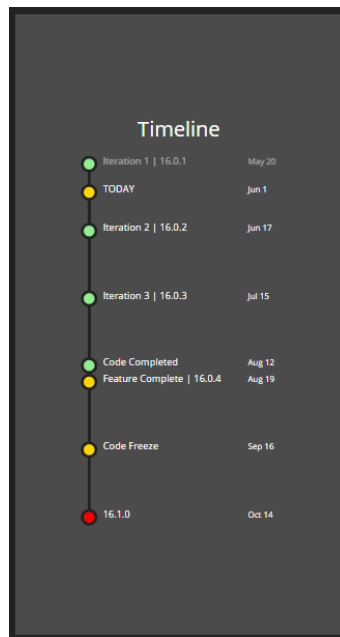 Timeline
Iteration 1 | 16.0.1 May 20
TODAY Jun 1
Iteration 2 | 16.0.2 Jun 17
Iteration 3 | 16.0.3 Jul 15
Code Completed Aug 12
Feature Complete | 16.0.4 Aug 19
Code Freeze Sep 16
16.1.0 Oct 14